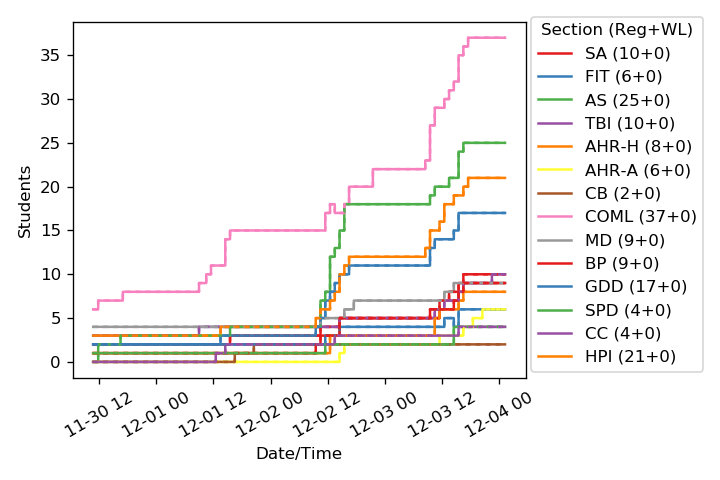 Section (Reg+WL)
SA (10+0)
FIT (6+0)
AS (25+0)
TBI (10+0)
AHR-H (8+0)
AHR-A (6+0)
CB (2+0)
COML (37+0)
MD (9+0)
BP (9+0)
GDD (17+0)
SPD (4+0)
CC (4+0)
HPI (21+0)
Students
35
30
25
20
15
10
5
0
11-30 12
12-01 00
12-01 12
12-02 00
12-02 12
12-03 00
12-03 12
12-04 00
Date/Time